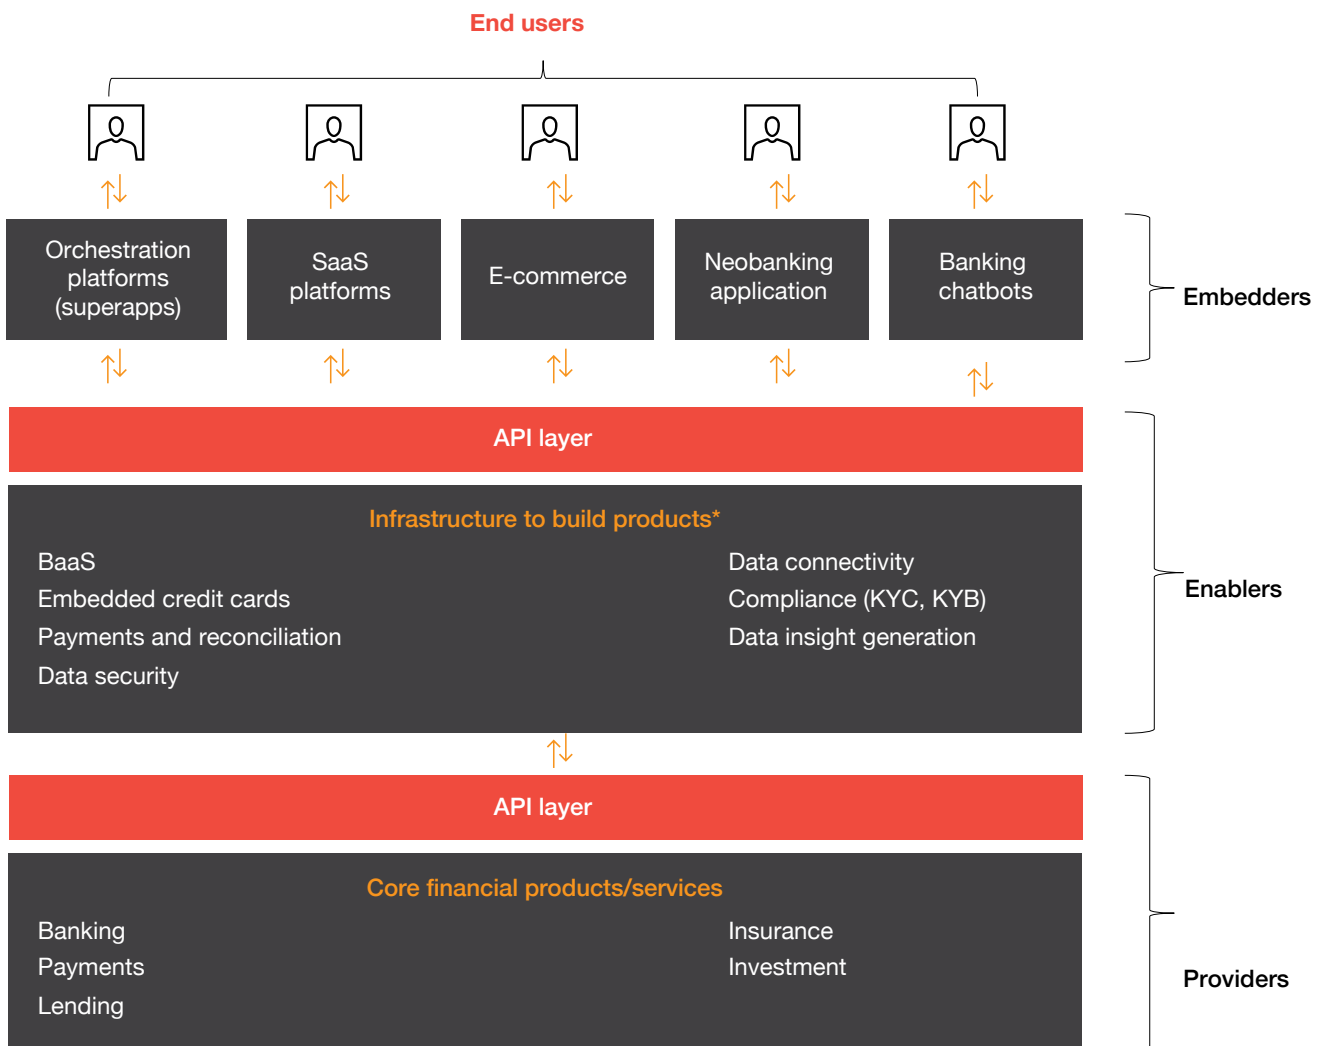 End users
Orchestration
platforms
(superapps)
SaaS
platforms
E-commerce
Neobanking
application
Banking
chatbots
Embedders
API layer
Infrastructure to build products*
BaaS
Embedded credit cards
Payments and reconciliation
Data security
Data connectivity
Compliance (KYC, KYB)
Data insight generation
Enablers
API layer
Core financial products/services
Banking
Payments
Lending
Insurance
Investment
Providers